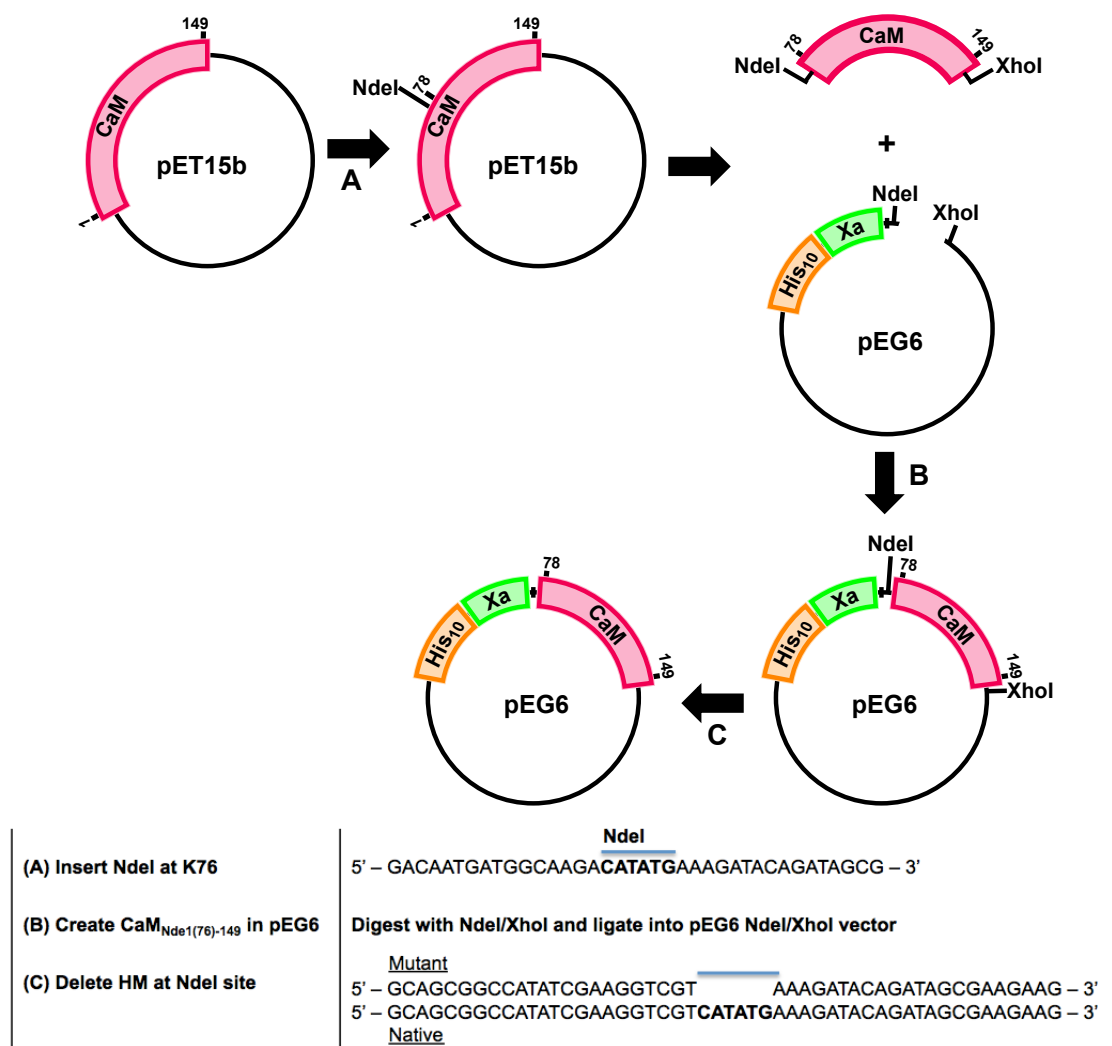 149
CaM
1
pET15b
A
149
NdeI
78
CaM
1
pET15b
78
CaM
149
NdeI
XhoI
+
NdeI
XhoI
Xa
His10
pEG6
B
NdeI
78
Xa
CaM
His10
149
XhoI
pEG6
C
78
Xa
CaM
His10
149
pEG6
NdeI
(A) Insert NdeI at K76
5' – GACAATGATGGCAAGACATATGAAAGATACAGATAGCG – 3'
(B) Create CaMNde1(76)-149 in pEG6
Digest with NdeI/XhoI and ligate into pEG6 NdeI/XhoI vector
(C) Delete HM at NdeI site
Mutant
5' – GCAGCGGCCATATCGAAGGTCGT AAAGATACAGATAGCGAAGAAG – 3'
5' – GCAGCGGCCATATCGAAGGTCGTCATATGAAAGATACAGATAGCGAAGAAG – 3'
Native